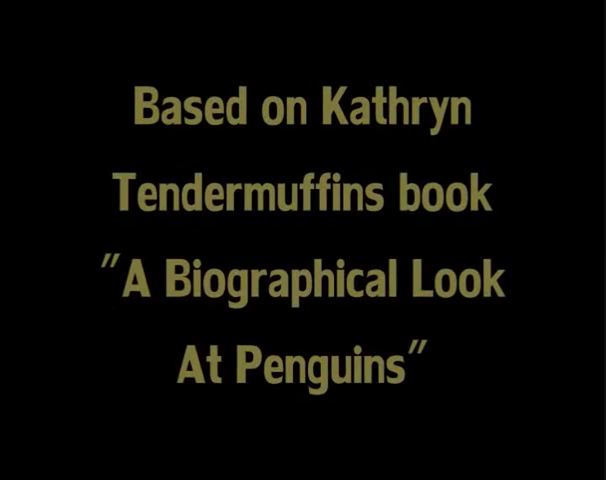 Based on Kathryn
Tendermuffins book
"A Biographical Look
At Penguins"